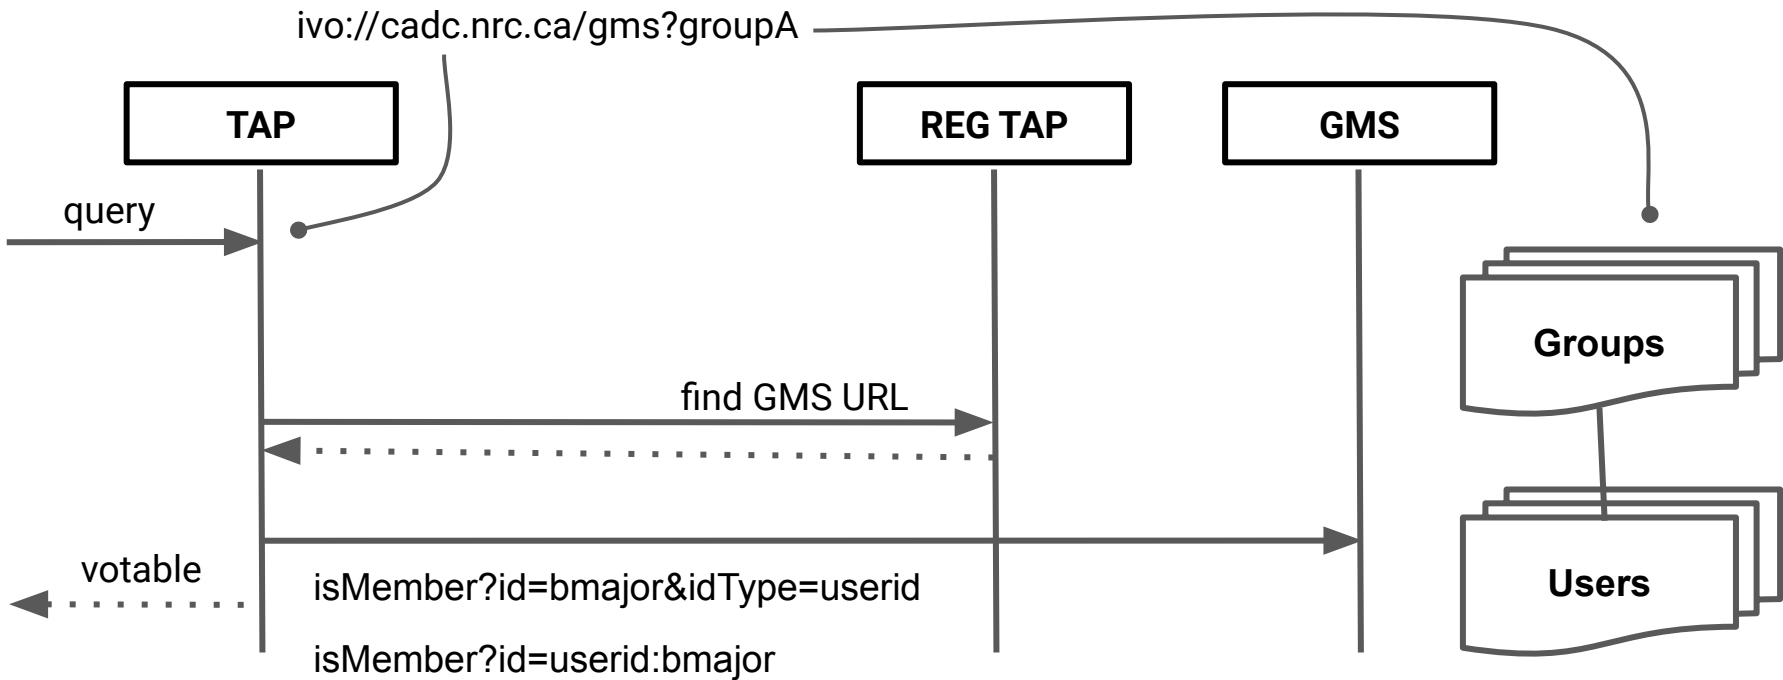 ivo://cadc.nrc.ca/gms?groupA
TAP
REG TAP
GMS
query
Groups
find GMS URL
votable
isMember?id=bmajor&idType=userid
Users
isMember?id=userid:bmajor